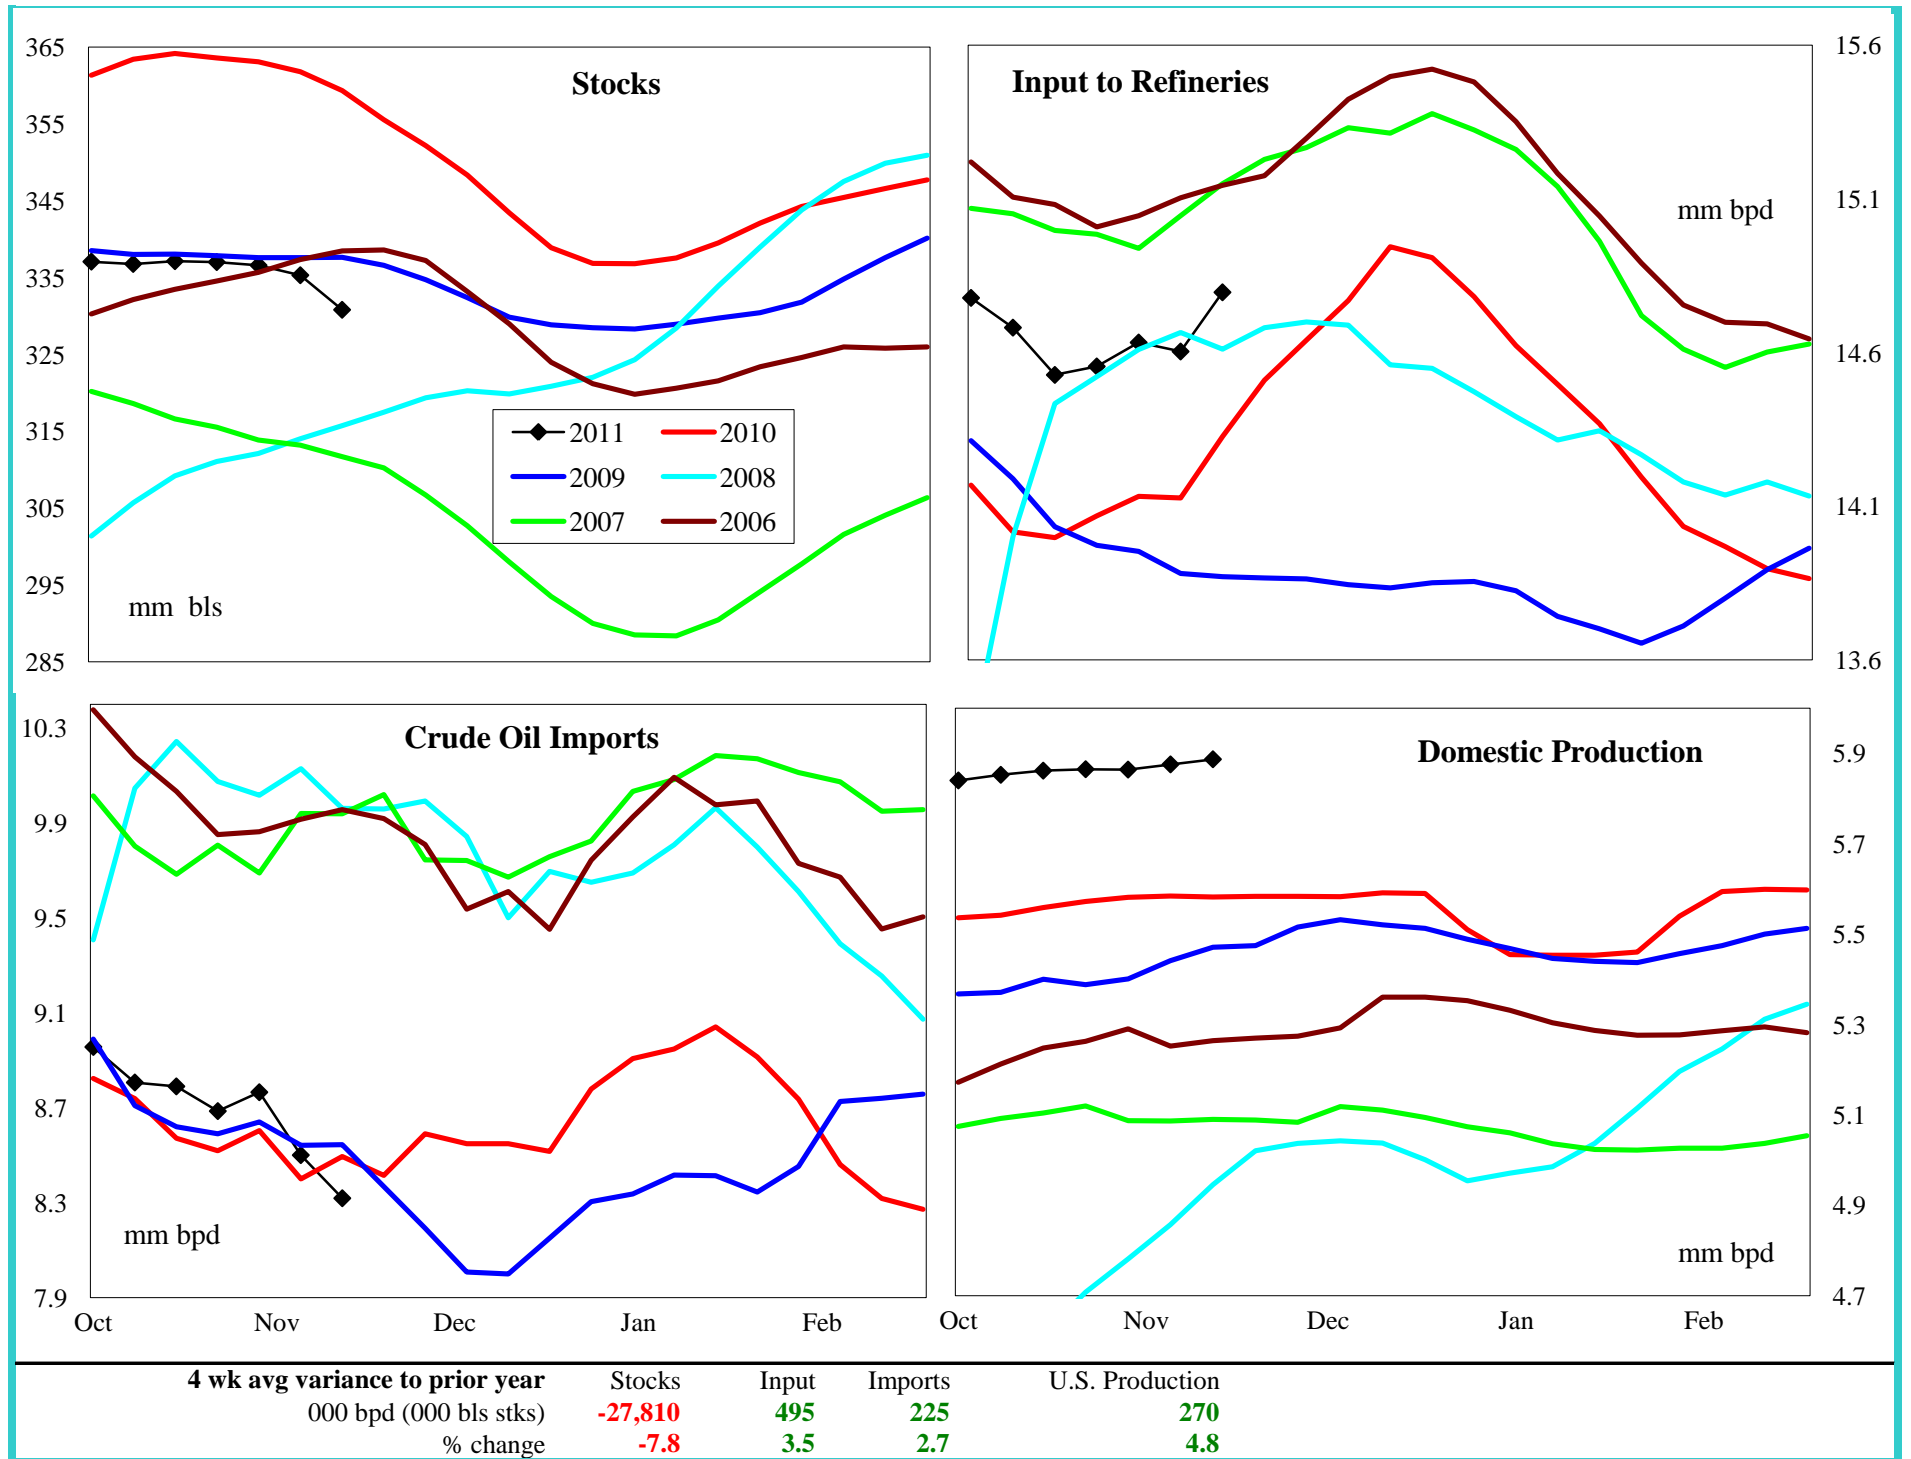 Stocks
365
355
345
335
325
315
305
295
285
mm bls
2011 2010
2009 2008
2007 2006
Input to Refineries
15.6
15.1
14.6
14.1
13.6
mm bpd
Crude Oil Imports
10.3
9.9
9.5
9.1
8.7
8.3
7.9
mm bpd
Oct Nov Dec Jan Feb
Domestic Production
5.9
5.7
5.5
5.3
5.1
4.9
4.7
mm bpd
Oct Nov Dec Jan Feb
4 wk avg variance to prior year Stocks Input Imports U.S. Production
000 bpd (000 bls stks) -27,810 495 225 270
% change -7.8 3.5 2.7 4.8